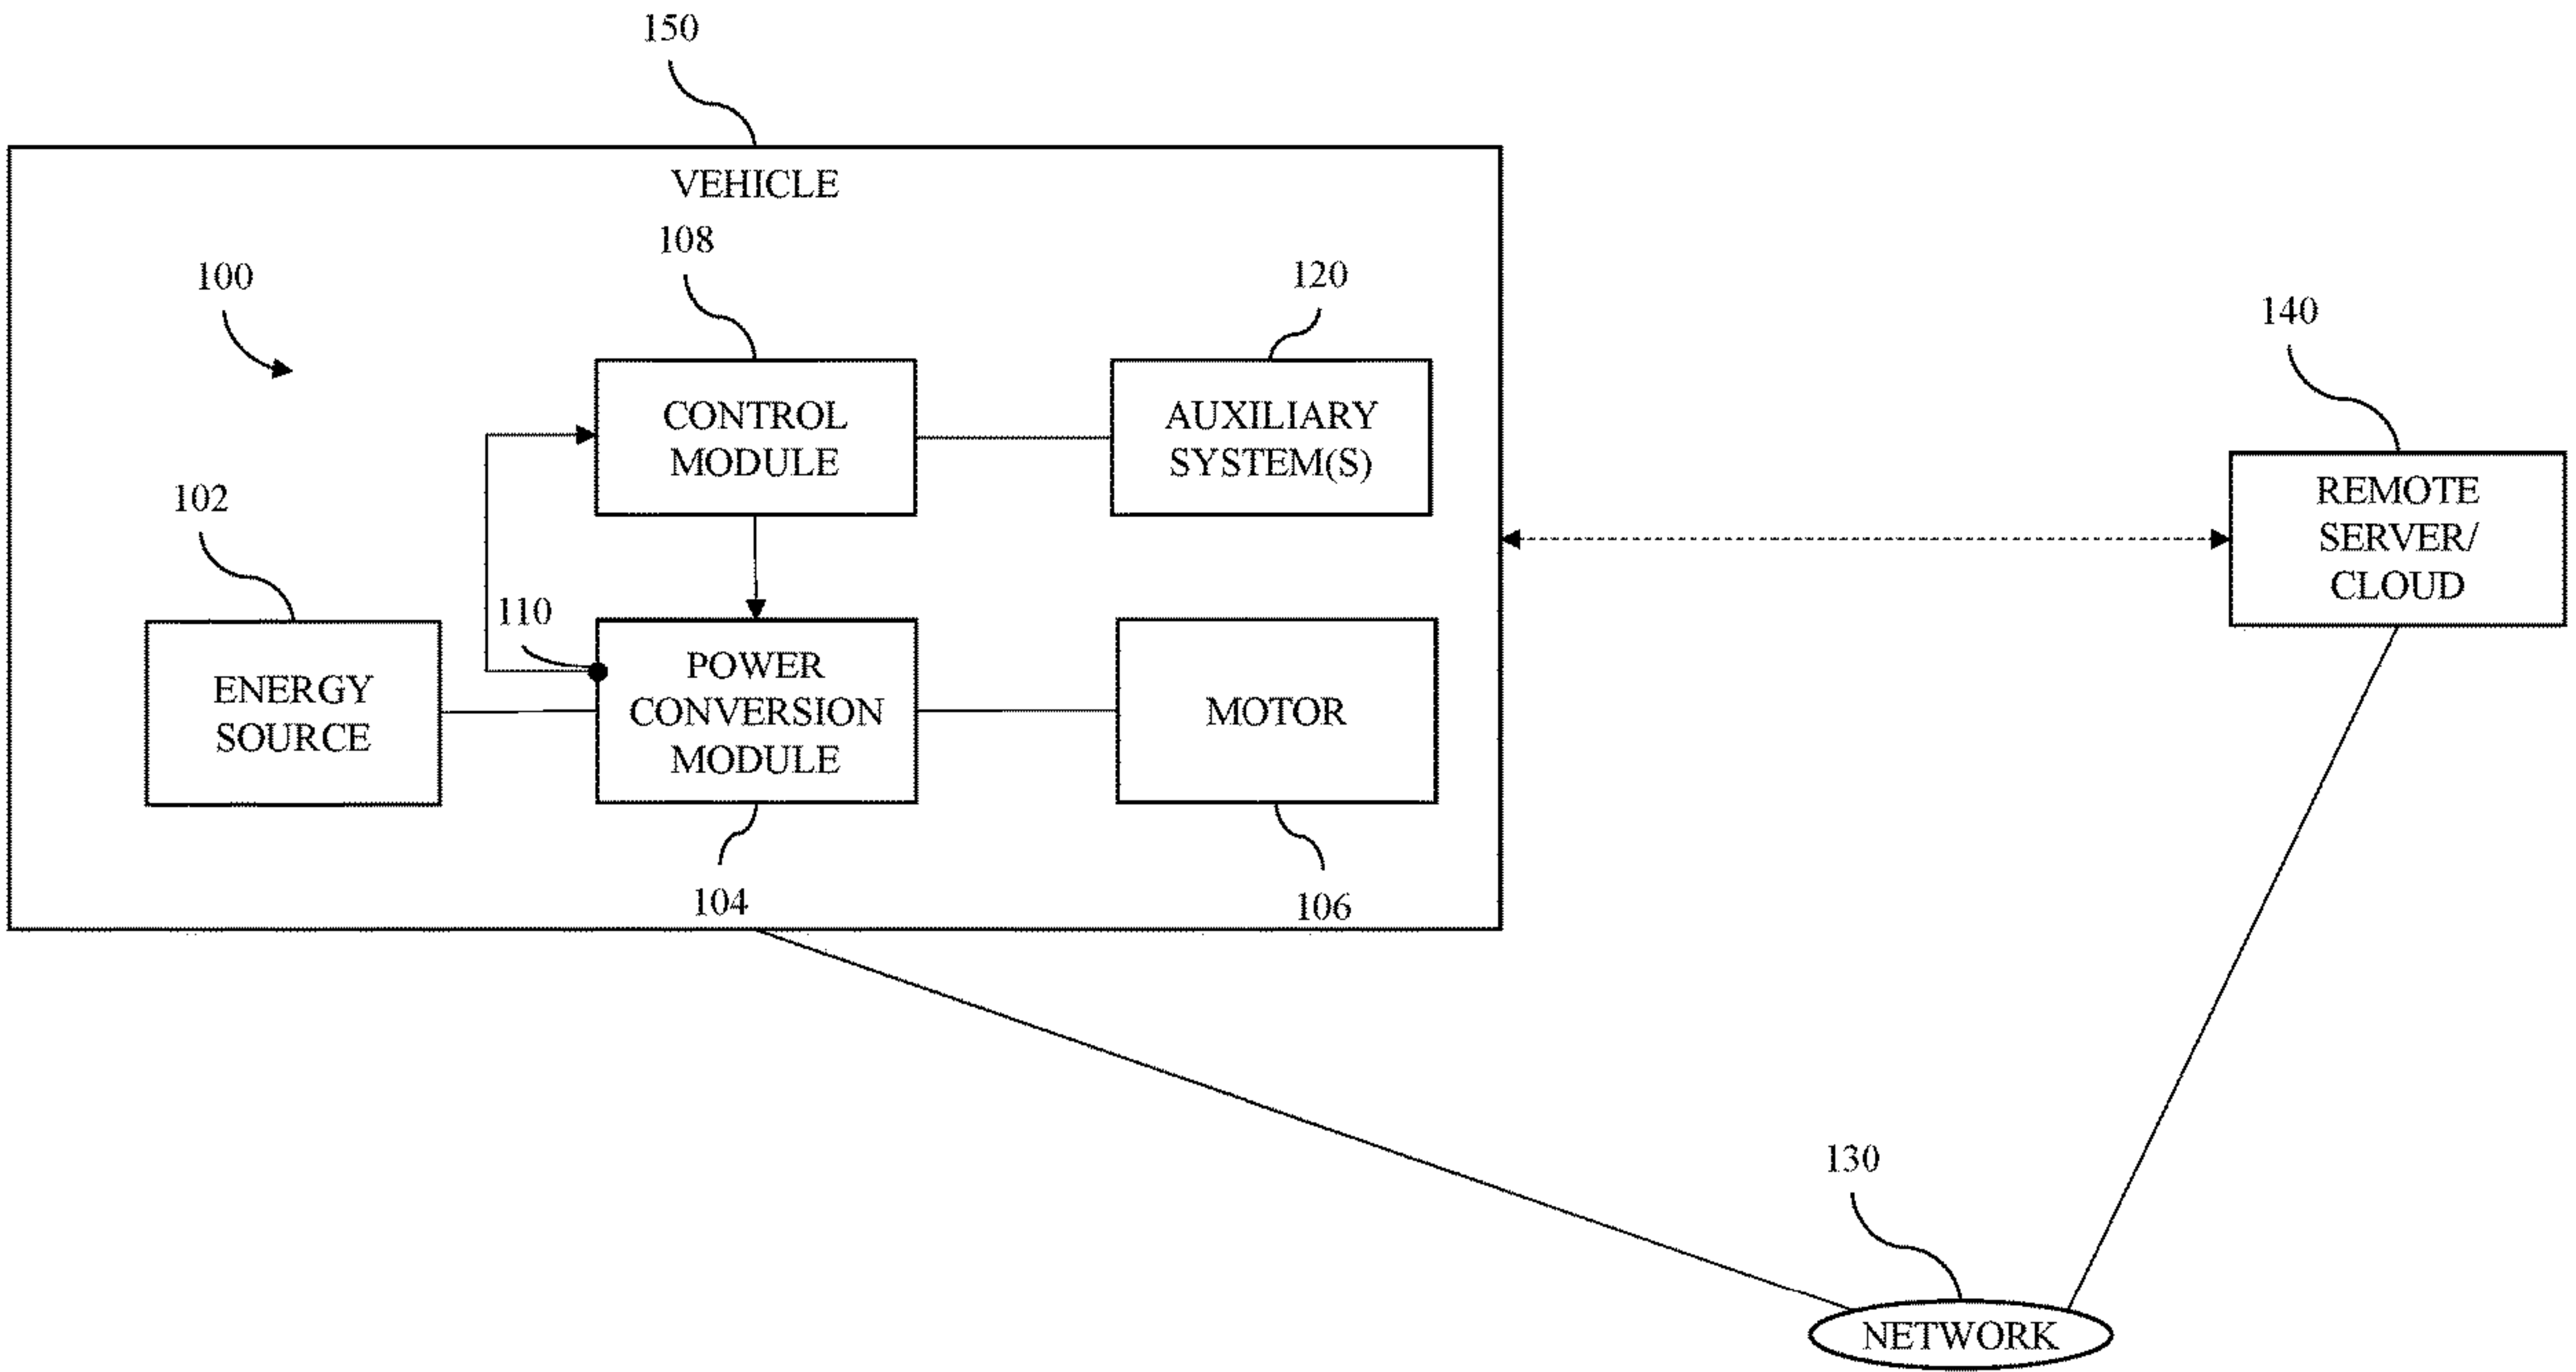 150
VEHICLE
108
100
120
140
CONTROL
MODULE
AUXILIARY
SYSTEM(S)
REMOTE
SERVER/
CLOUD
102
110
ENERGY
SOURCE
POWER
CONVERSION
MODULE
MOTOR
104
106
130
NETWORK